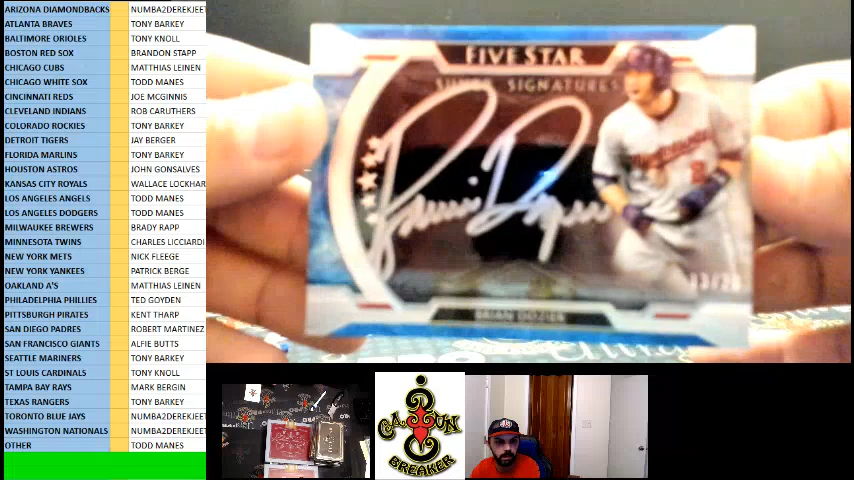 ARIZONA DIAMONDBACKS NUMBA2DEREKJEET
ATLANTA BRAVES TONY BARKEY
BALTIMORE ORIOLES TONY KNOLL
BOSTON RED SOX BRANDON STAPP
CHICAGO CUBS MATTHIAS LEINEN
CHICAGO WHITE SOX TODD MANES
CINCINNATI REDS JOE MCGINNIS
CLEVELAND INDIANS ROB CARUTHERS
COLORADO ROCKIES TONY BARKEY
DETROIT TIGERS JAY BERGER
FLORIDA MARLINS TONY BARKEY
HOUSTON ASTROS JOHN GONSALVES
KANSAS CITY ROYALS WALLACE LOCKHAR
LOS ANGELES ANGELS TODD MANES
LOS ANGELES DODGERS TODD MANES
MILWAUKEE BREWERS BRADY RAPP
MINNESOTA TWINS CHARLES LICCIARDI
NEW YORK METS NICK FLEEGE
NEW YORK YANKEES PATRICK BERGE
OAKLAND A'S MATTHIAS LEINEN
PHILADELPHIA PHILLIES TED GOYDEN
PITTSBURGH PIRATES KENT THARP
SAN DIEGO PADRES ROBERT MARTINEZ
SAN FRANCISCO GIANTS ALFIE BUTTS
SEATTLE MARINERS TONY BARKEY
ST LOUIS CARDINALS TONY KNOLL
TAMPA BAY RAYS MARK BERGIN
TEXAS RANGERS TONY BARKEY
TORONTO BLUE JAYS NUMBA2DEREKJEET
WASHINGTON NATIONALS NUMBA2DEREKJEET
OTHER TODD MANES
FIVE STAR
SILVER SIGNATURES
BRIAN DOZIER
BREAKER